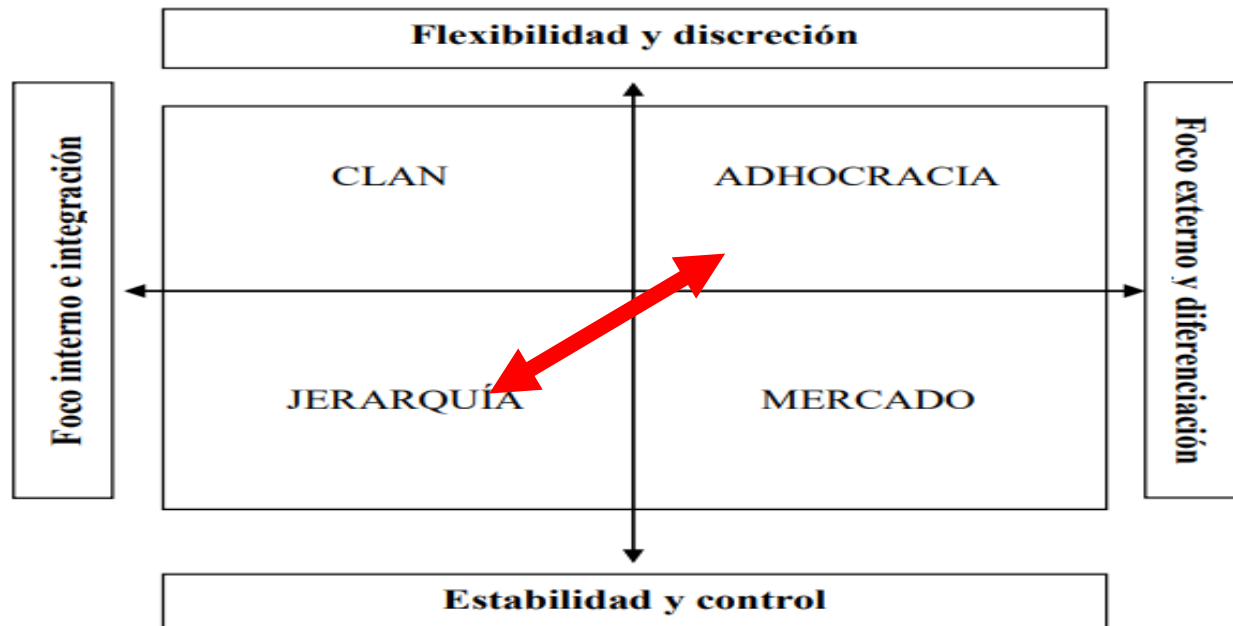 Flexibilidad y discreción
Foco interno e integración
CLAN
ADHOCRACIA
JERARQUÍA
MERCADO
Foco externo y diferenciación
Estabilidad y control